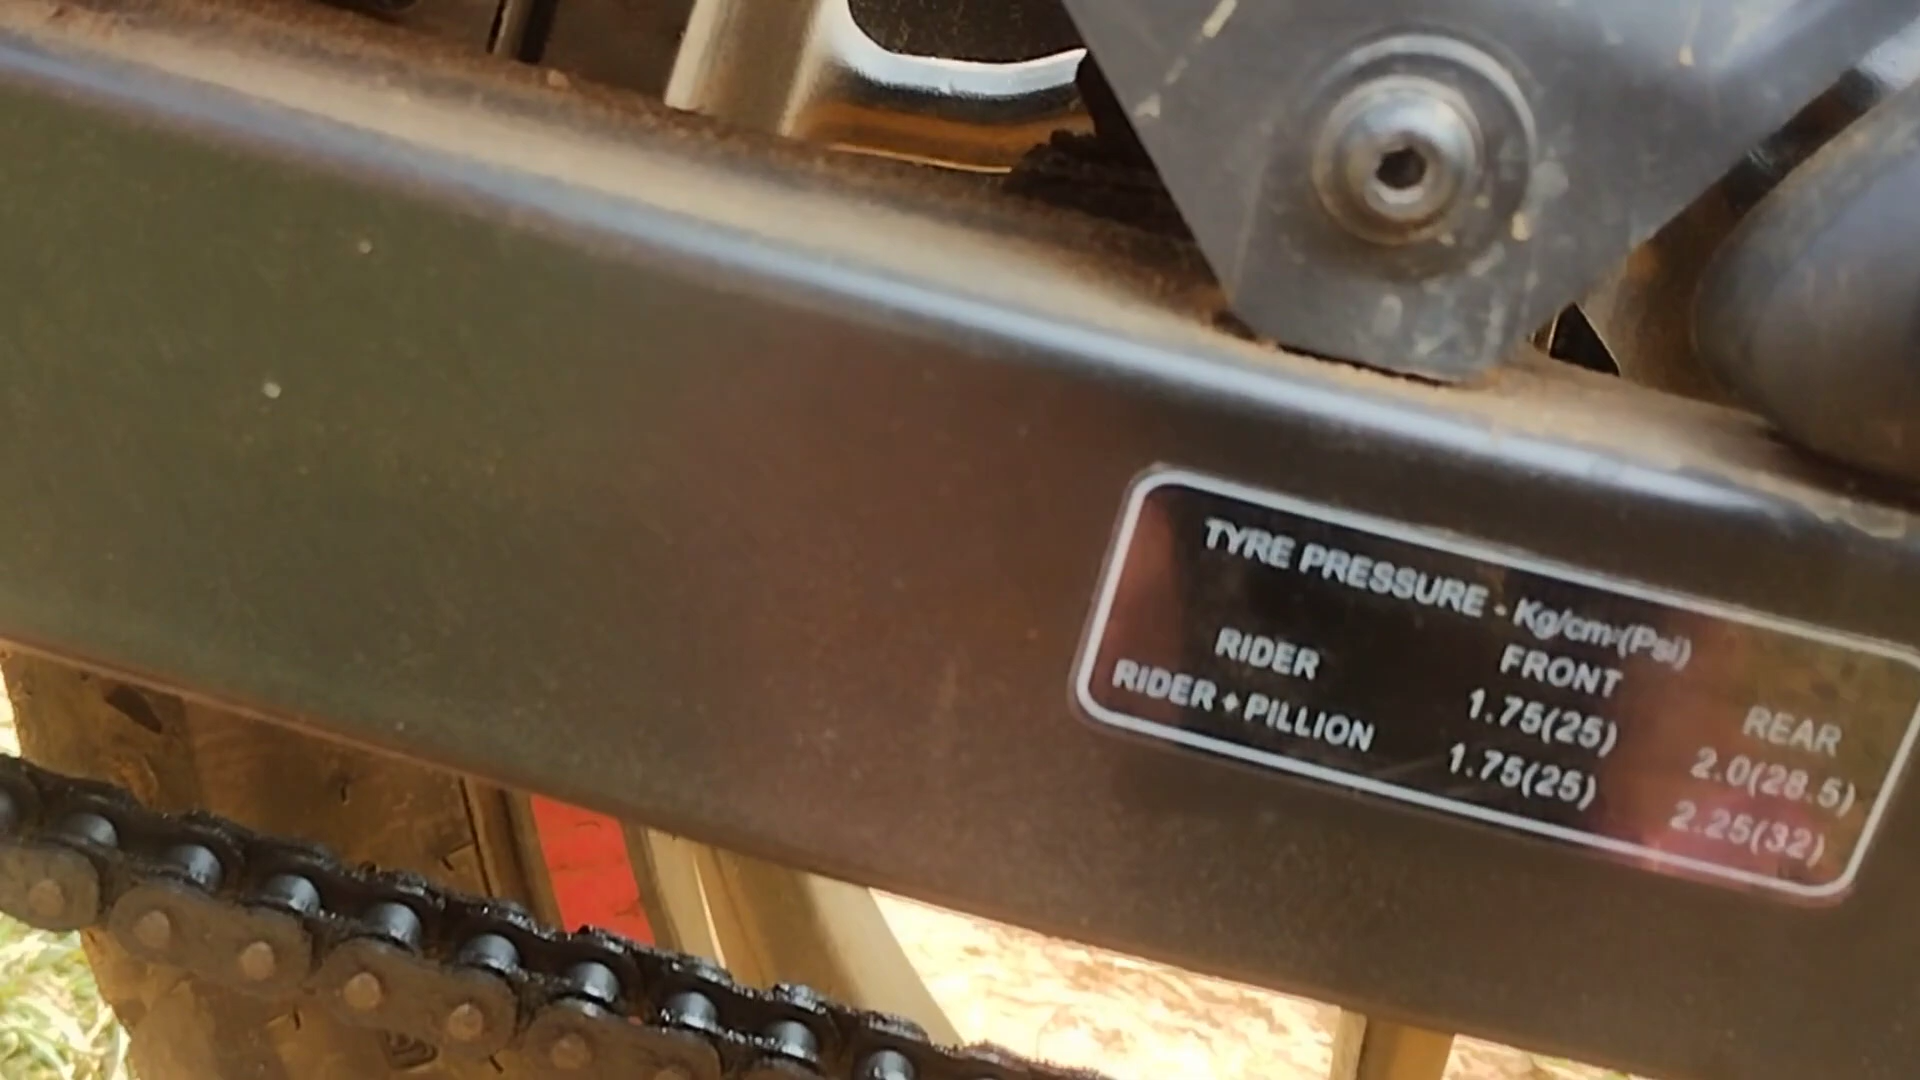 TYRE PRESSURE - Kg/cm²(Psi)
FRONT REAR
RIDER 1.75(25) 2.0(28.5)
RIDER + PILLION 1.75(25) 2.25(32)